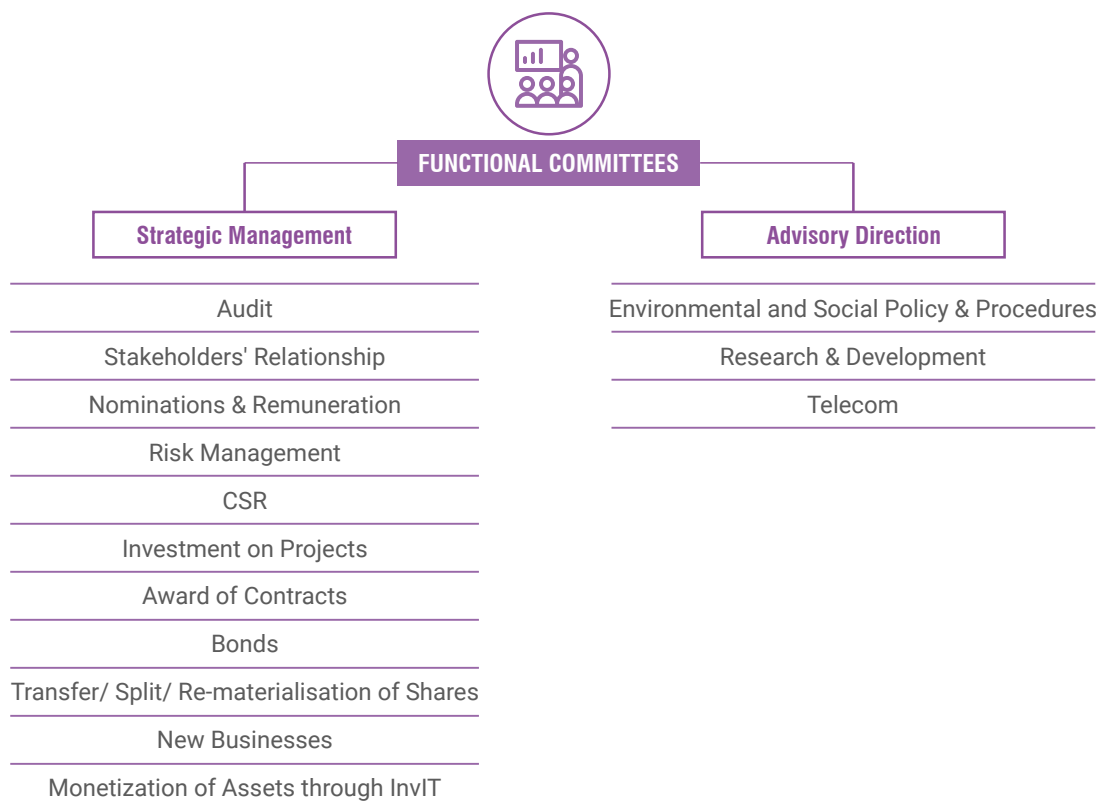 FUNCTIONAL COMMITTEES
Strategic Management
Audit
Stakeholders' Relationship
Nominations & Remuneration
Risk Management
CSR
Investment on Projects
Award of Contracts
Bonds
Transfer/ Split/ Re-materialisation of Shares
New Businesses
Monetization of Assets through InvIT
Advisory Direction
Environmental and Social Policy & Procedures
Research & Development
Telecom